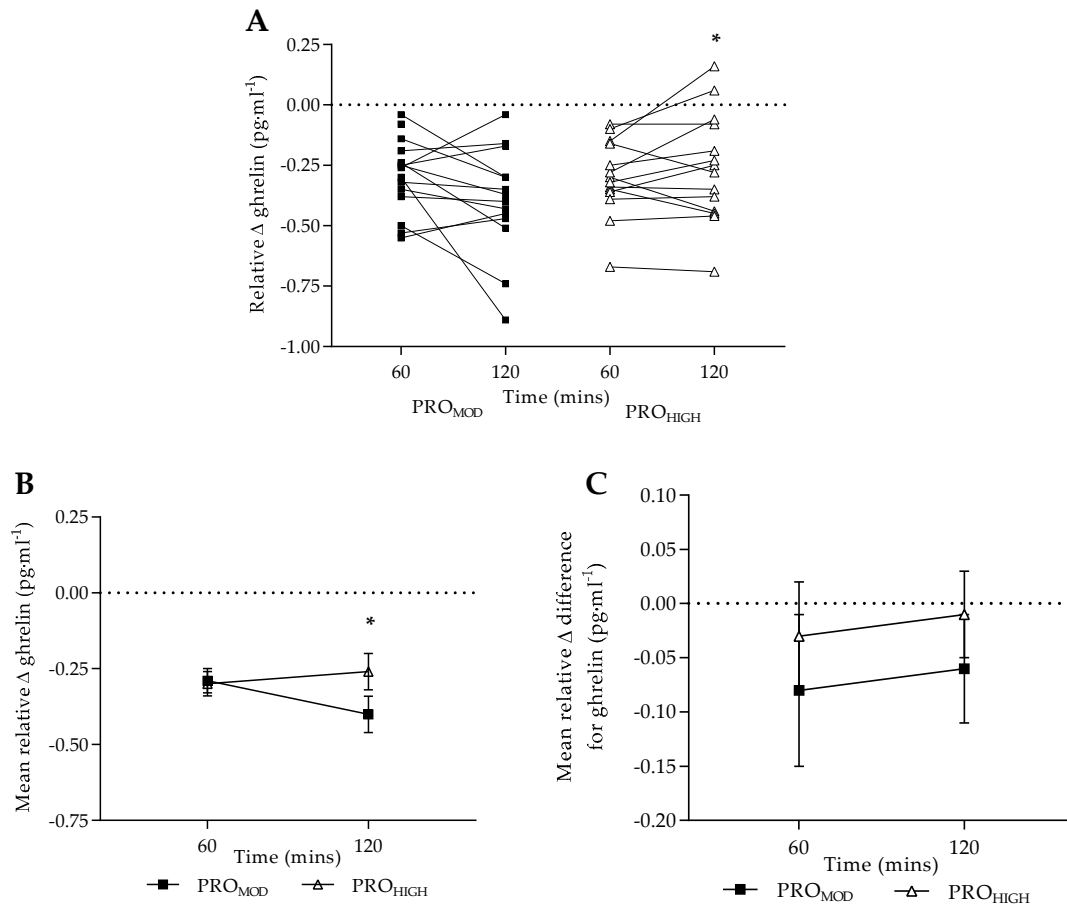 A
*
Relative Δ ghrelin (pg·ml-1)
0.25
0.00
-0.25
-0.50
-0.75
-1.00
60 120 60 120
Time (mins)
PROMOD PROHIGH
B
Mean relative Δ ghrelin (pg·ml-1)
0.25
0.00
-0.25
-0.50
-0.75
*
60 120
Time (mins)
PROMOD PROHIGH
C
Mean relative Δ difference
for ghrelin (pg·ml-1)
0.10
0.05
0.00
-0.05
-0.10
-0.15
-0.20
60 120
Time (mins)
PROMOD PROHIGH